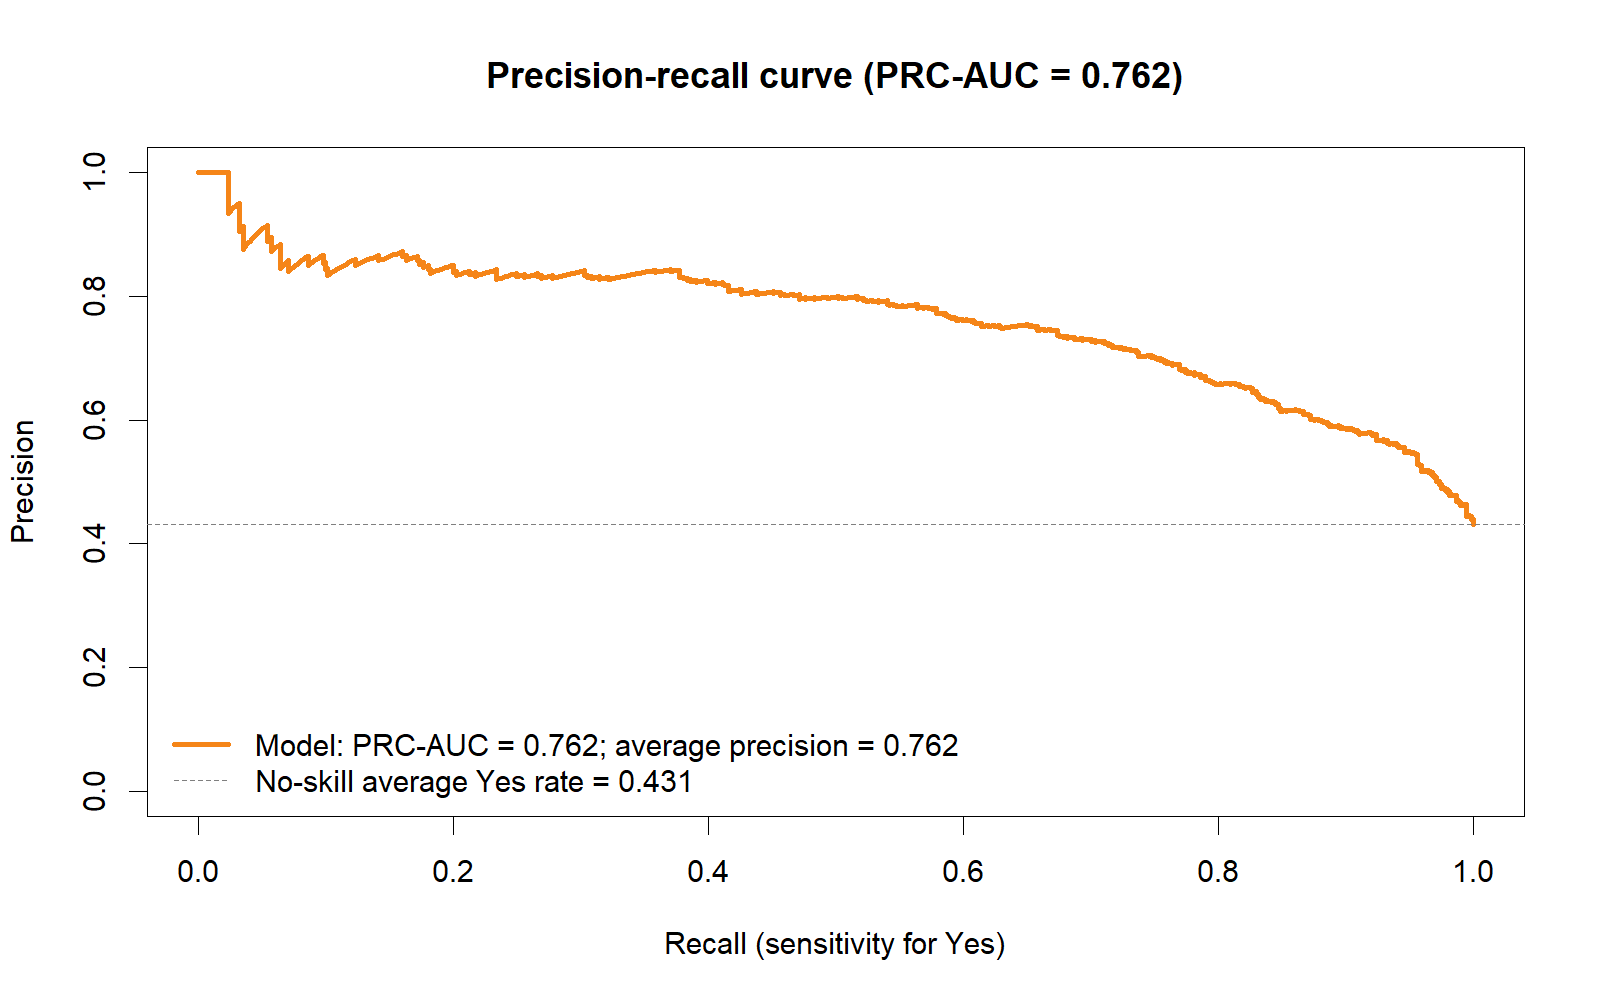 Precision-recall curve (PRC-AUC = 0.762)
Precision
1.0
0.8
0.6
0.4
0.2
0.0
Model: PRC-AUC = 0.762; average precision = 0.762
No-skill average Yes rate = 0.431
0.0 0.2 0.4 0.6 0.8 1.0
Recall (sensitivity for Yes)